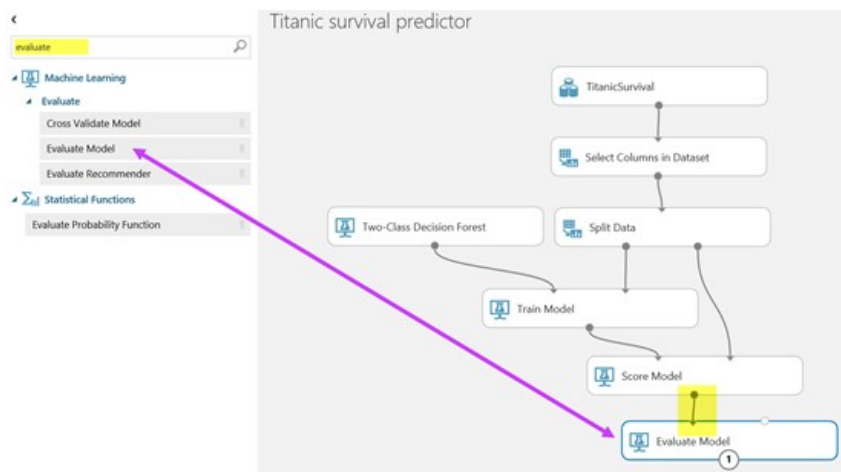 evaluate
Machine Learning
Evaluate
Cross Validate Model
Evaluate Model
Evaluate Recommender
Statistical Functions
Evaluate Probability Function
Titanic survival predictor
TitanicSurvival
Select Columns in Dataset
Two-Class Decision Forest
Split Data
Train Model
Score Model
Evaluate Model
1